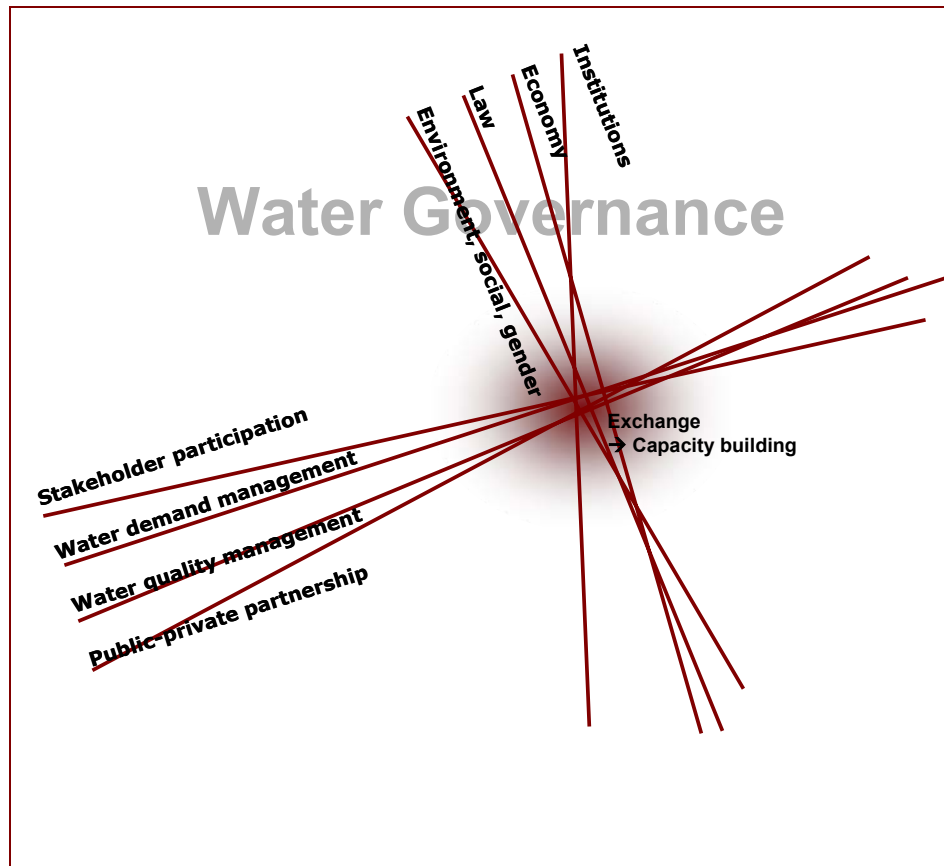 Institutions
Economy
Law
Environment, social, gender
Water Governance
Exchange
→ Capacity building
Stakeholder participation
Water demand management
Water quality management
Public-private partnership